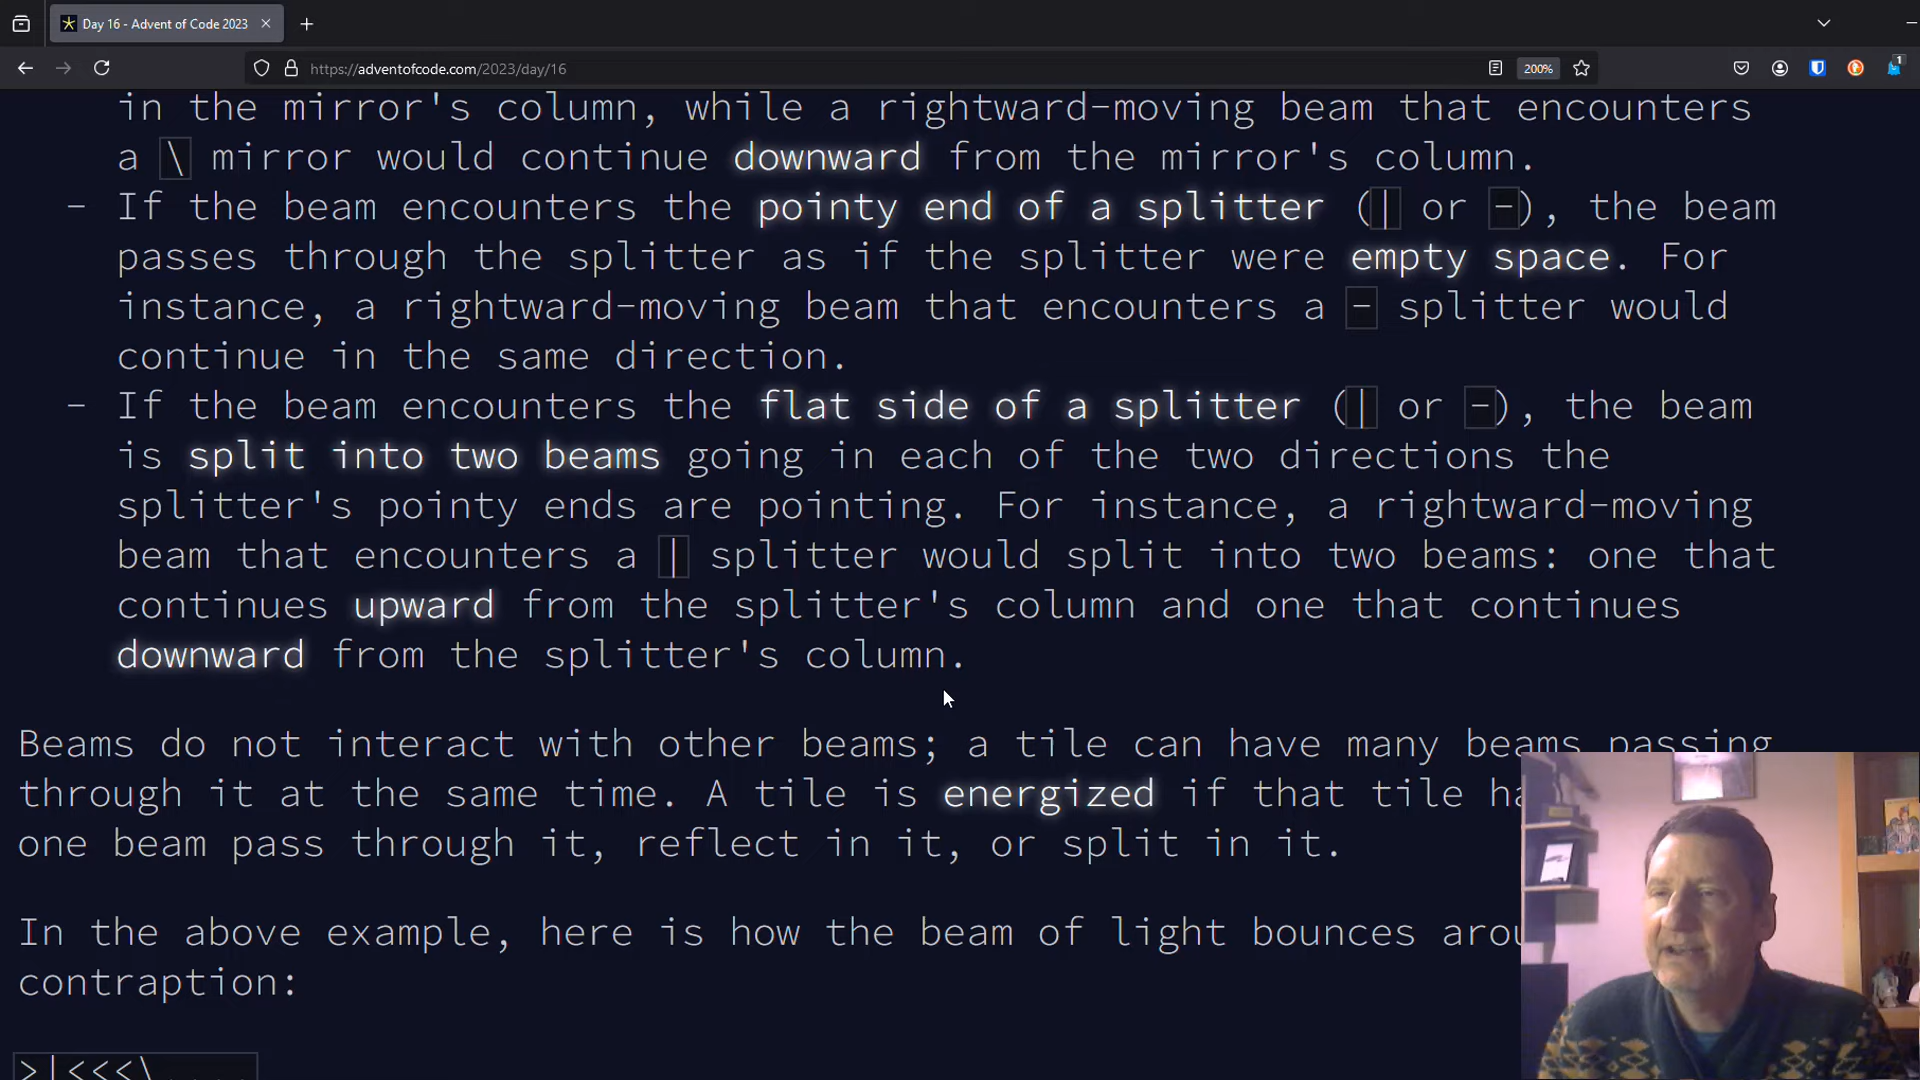 Day 16 - Advent of Code 2023
https://adventofcode.com/2023/day/16
200%
1
in the mirror's column, while a rightward-moving beam that encounters
a \ mirror would continue downward from the mirror's column.
- If the beam encounters the pointy end of a splitter (| or -), the beam
passes through the splitter as if the splitter were empty space. For
instance, a rightward-moving beam that encounters a - splitter would
continue in the same direction.
- If the beam encounters the flat side of a splitter (| or -), the beam
is split into two beams going in each of the two directions the
splitter's pointy ends are pointing. For instance, a rightward-moving
beam that encounters a | splitter would split into two beams: one that
continues upward from the splitter's column and one that continues
downward from the splitter's column.
Beams do not interact with other beams; a tile can have many beams passing
through it at the same time. A tile is energized if that tile ha
one beam pass through it, reflect in it, or split in it.
In the above example, here is how the beam of light bounces arou
contraption:
>|<<<\....